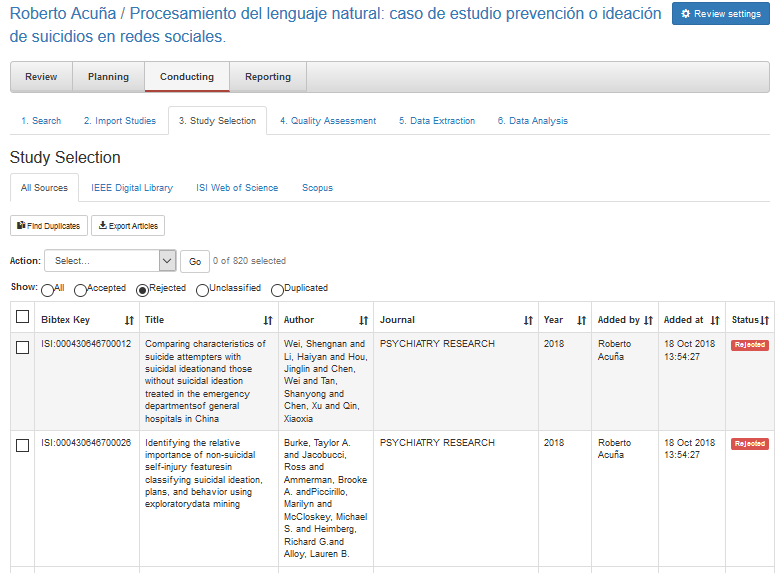 Roberto Acuña / Procesamiento del lenguaje natural: caso de estudio prevención o ideación
de suicidios en redes sociales.
Review settings
Review Planning Conducting Reporting
1. Search 2. Import Studies 3. Study Selection 4. Quality Assessment 5. Data Extraction 6. Data Analysis
Study Selection
All Sources IEEE Digital Library ISI Web of Science Scopus
Find Duplicates Export Articles
Action: Select... Go 0 of 820 selected
Show: All Accepted Rejected Unclassified Duplicated
Bibtex Key Title Author Journal Year Added by Added at Status
ISI:000430646700012
Comparing characteristics of
suicide attempters with
suicidal ideationand those
without suicidal ideation
treated in the emergency
departmentsof general
hospitals in China
Wei, Shengnan and
Li, Haiyan and Hou,
Jinglin and Chen,
Wei and Tan,
Shanyong and
Chen, Xu and Qin,
Xiaoxia
PSYCHIATRY RESEARCH
2018
Roberto
Acuña
18 Oct 2018
13:54:27
Rejected
ISI:000430646700026
Identifying the relative
importance of non-suicidal
self-injury featuresin
classifying suicidal ideation,
plans, and behavior using
exploratorydata mining
Burke, Taylor A.
and Jacobucci,
Ross and
Ammerman, Brooke
A. andPiccirillo,
Marilyn and
McCloskey, Michael
S. and Heimberg,
Richard G.and
Alloy, Lauren B.
PSYCHIATRY RESEARCH
2018
Roberto
Acuña
18 Oct 2018
13:54:27
Rejected